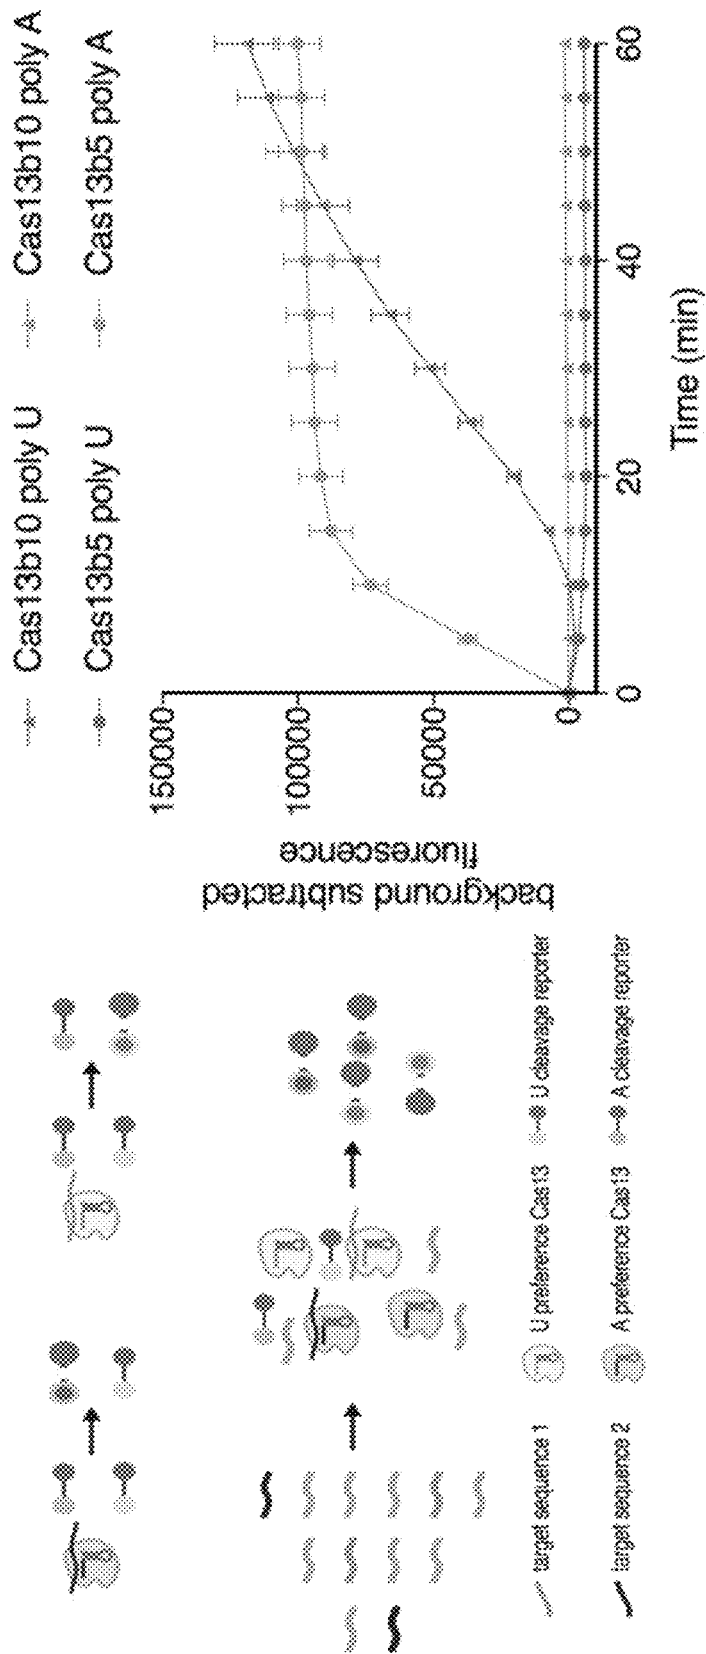 target sequence 1
U preference Cas13
U cleavage reporter
target sequence 2
A preference Cas13
A cleavage reporter
Cas13b10 poly U
Cas13b10 poly A
Cas13b5 poly U
Cas13b5 poly A
background subtracted
fluorescence
150000
100000
50000
0
0
20
40
60
Time (min)